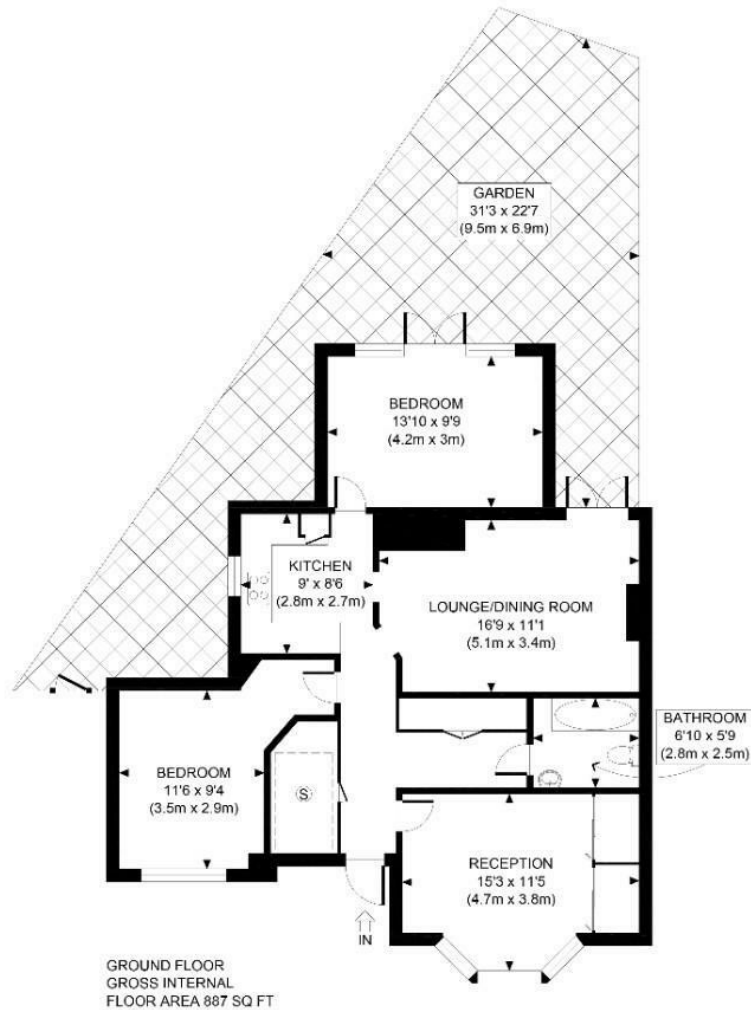 GARDEN
31'3 x 22'7
(9.5m x 6.9m)
BEDROOM
13'10 x 9'9
(4.2m x 3m)
KITCHEN
9' x 8'6
(2.8m x 2.7m)
LOUNGE/DINING ROOM
16'9 x 11'1
(5.1m x 3.4m)
BATHROOM
6'10 x 5'9
(2.8m x 2.5m)
BEDROOM
11'6 x 9'4
(3.5m x 2.9m)
S
RECEPTION
15'3 x 11'5
(4.7m x 3.8m)
IN
GROUND FLOOR
GROSS INTERNAL
FLOOR AREA 887 SQ FT